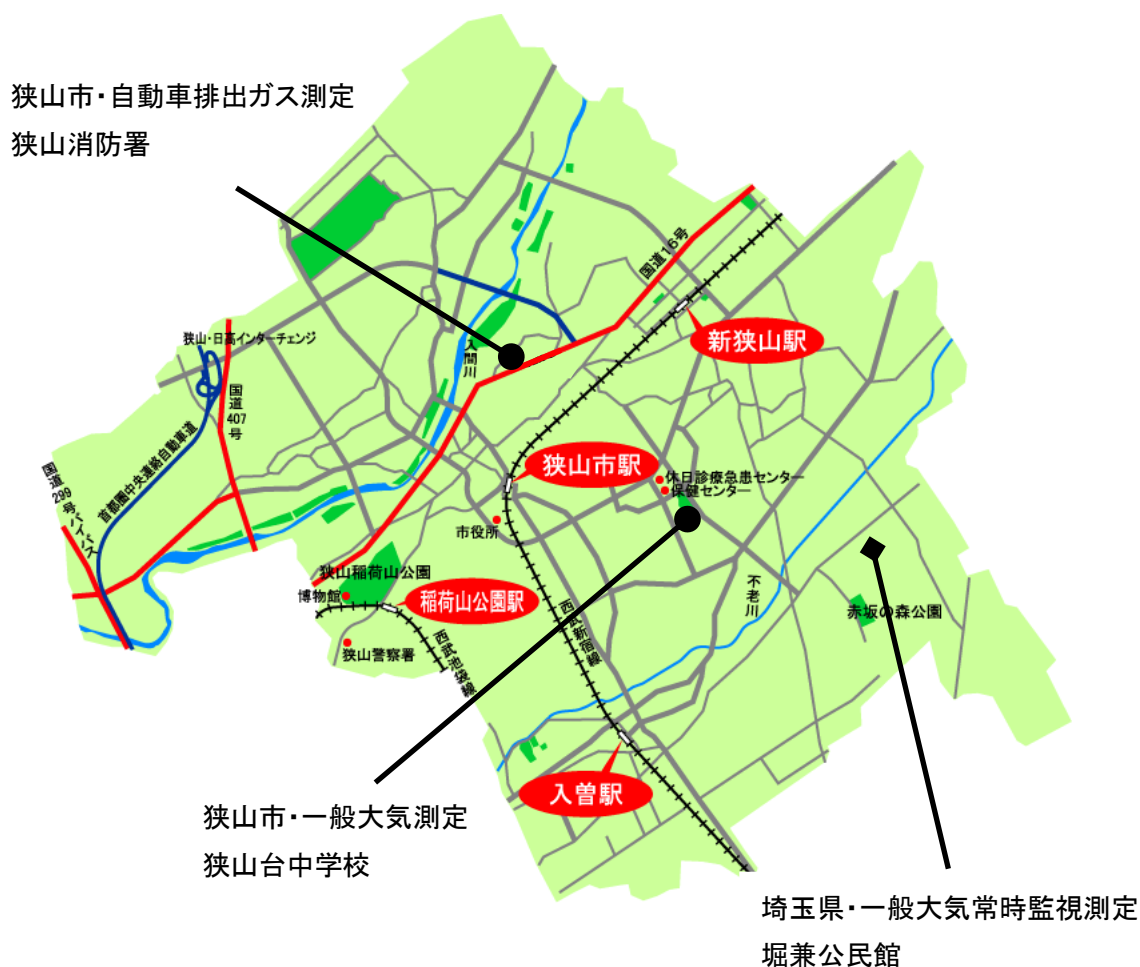 狭山市・自動車排出ガス測定
狭山消防署
国道16号
新狭山駅
入間川
狭山・日高インターチェンジ
国道407号
首都圏中央連絡自動車道
国道299号バイパス
狭山市駅
休日診療急患センター
保健センター
市役所
狭山稲荷山公園
博物館
稲荷山公園駅
不老川
赤坂の森公園
狭山警察署
西武池袋線
西武新宿線
入曽駅
狭山市・一般大気測定
狭山台中学校
埼玉県・一般大気常時監視測定
堀兼公民館